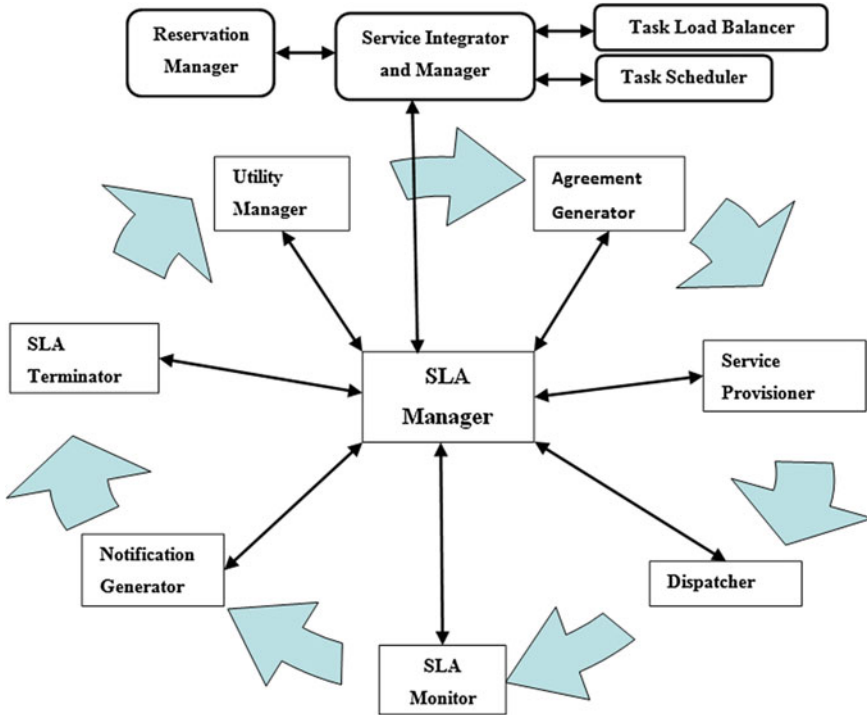 Reservation
Manager
Service Integrator
and Manager
Task Load Balancer
Task Scheduler
Utility
Manager
Agreement
Generator
SLA
Terminator
SLA
Manager
Service
Provisioner
Notification
Generator
Dispatcher
SLA
Monitor